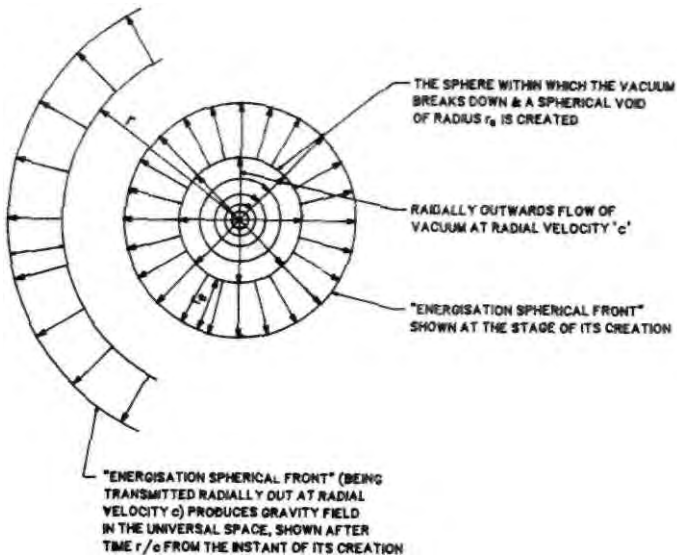 THE SPHERE WITHIN WHICH THE VACUUM
BREAKS DOWN & A SPHERICAL VOID
OF RADIUS rₑ IS CREATED
r
RAIDALLY OUTWARDS FLOW OF
VACUUM AT RADIAL VELOCITY 'c'
"ENERGISATION SPHERICAL FRONT"
SHOWN AT THE STAGE OF ITS CREATION
"ENERGISATION SPHERICAL FRONT" (BEING
TRANSMITTED RADIALLY OUT AT RADIAL
VELOCITY c) PRODUCES GRAVITY FIELD
IN THE UNIVERSAL SPACE, SHOWN AFTER
TIME r/c FROM THE INSTANT OF ITS CREATION